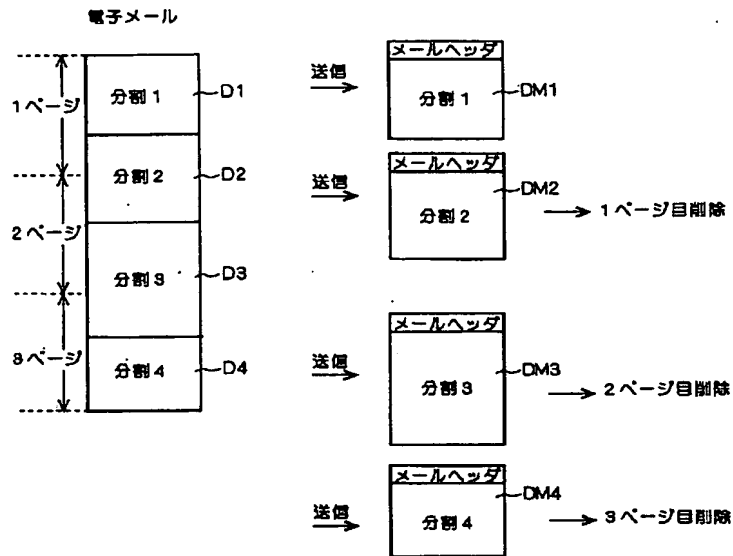 電子メール
1ページ
2ページ
3ページ
分割1
D1
分割2
D2
分割3
D3
分割4
D4
送信
メールヘッダ
分割1
DM1
送信
メールヘッダ
分割2
DM2
1ページ目削除
送信
メールヘッダ
分割3
DM3
2ページ目削除
送信
メールヘッダ
分割4
DM4
3ページ目削除